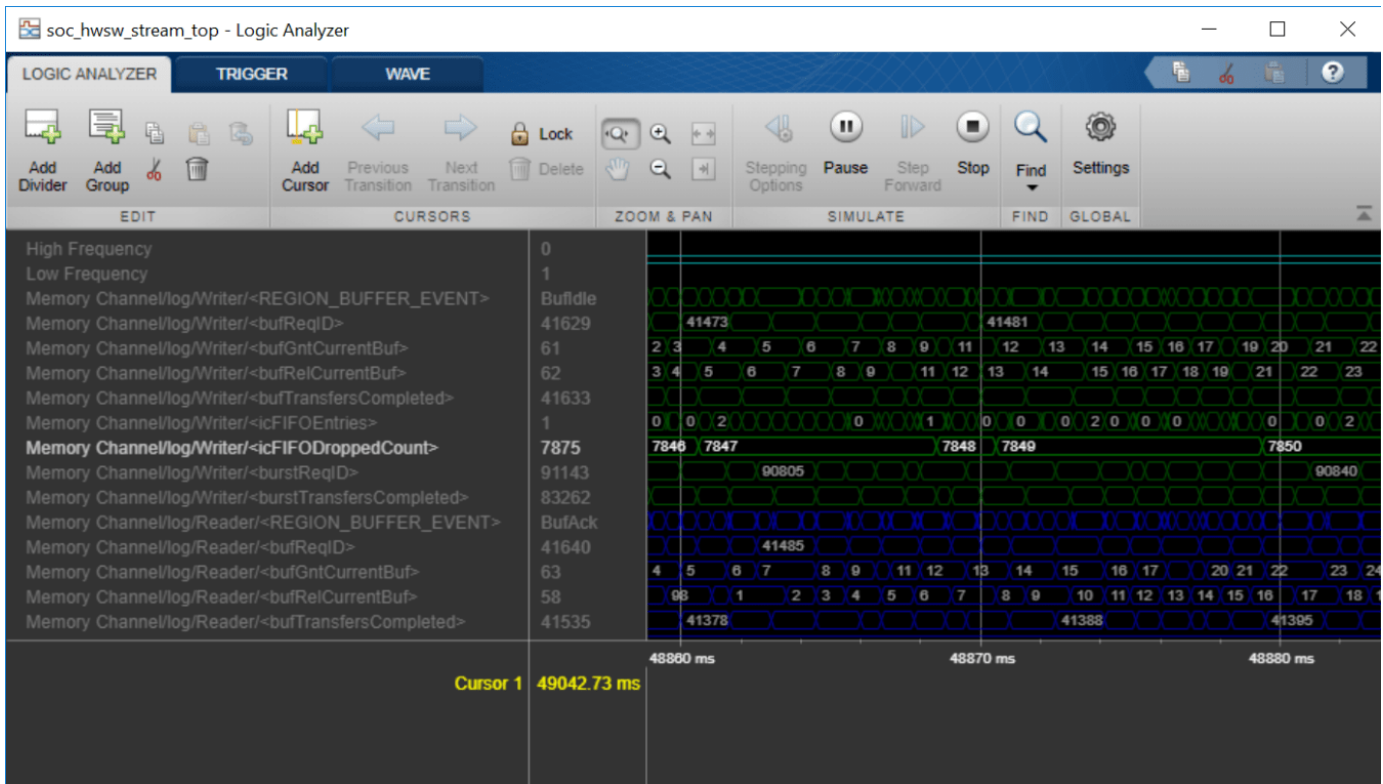 soc_hwsw_stream_top - Logic Analyzer
LOGIC ANALYZER TRIGGER WAVE
Add Divider Add Group Add Cursor Previous Transition Next Transition Lock Delete Stepping Options Pause Step Forward Stop Find Settings
EDIT CURSORS ZOOM & PAN SIMULATE FIND GLOBAL
High Frequency 0
Low Frequency 1
Memory Channel/log/Writer/<REGION_BUFFER_EVENT> BufIdle
Memory Channel/log/Writer/<bufReqID> 41629 41473 41481
Memory Channel/log/Writer/<bufGntCurrentBuf> 61 2 3 4 5 6 7 8 9 11 12 13 14 15 16 17 19 20 21 22
Memory Channel/log/Writer/<bufRelCurrentBuf> 62 3 4 5 6 7 8 9 11 12 13 14 15 16 17 18 19 21 22 23
Memory Channel/log/Writer/<bufTransfersCompleted> 41633
Memory Channel/log/Writer/<icFIFOEntries> 1 0 0 2 0 1 0 0 0 2 0 0 0 0 0 2
Memory Channel/log/Writer/<icFIFODroppedCount> 7875 7846 7847 7848 7849 7850
Memory Channel/log/Writer/<burstReqID> 91143 90805 90840
Memory Channel/log/Writer/<burstTransfersCompleted> 83262
Memory Channel/log/Reader/<REGION_BUFFER_EVENT> BufAck
Memory Channel/log/Reader/<bufReqID> 41640 41485
Memory Channel/log/Reader/<bufGntCurrentBuf> 63 4 5 6 7 8 9 11 12 13 14 15 16 17 20 21 22 23 24
Memory Channel/log/Reader/<bufRelCurrentBuf> 58 98 1 2 3 4 5 6 7 8 9 10 11 12 13 14 15 16 17 18 1
Memory Channel/log/Reader/<bufTransfersCompleted> 41535 41378 41388 41395
48860 ms 48870 ms 48880 ms
Cursor 1 49042.73 ms